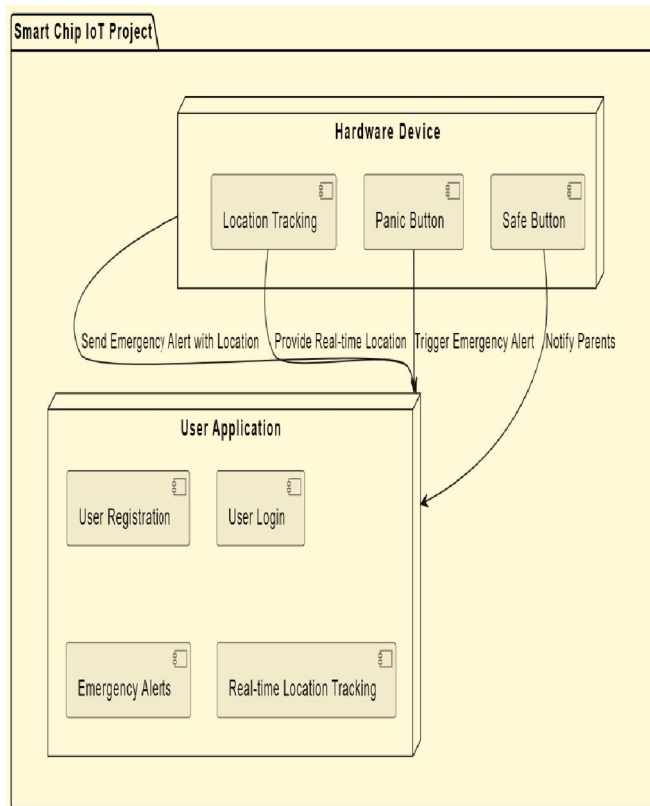 Smart Chip IoT Project
Hardware Device
Location Tracking
Panic Button
Safe Button
Send Emergency Alert with Location
Provide Real-time Location
Trigger Emergency Alert
Notify Parents
User Application
User Registration
User Login
Emergency Alerts
Real-time Location Tracking